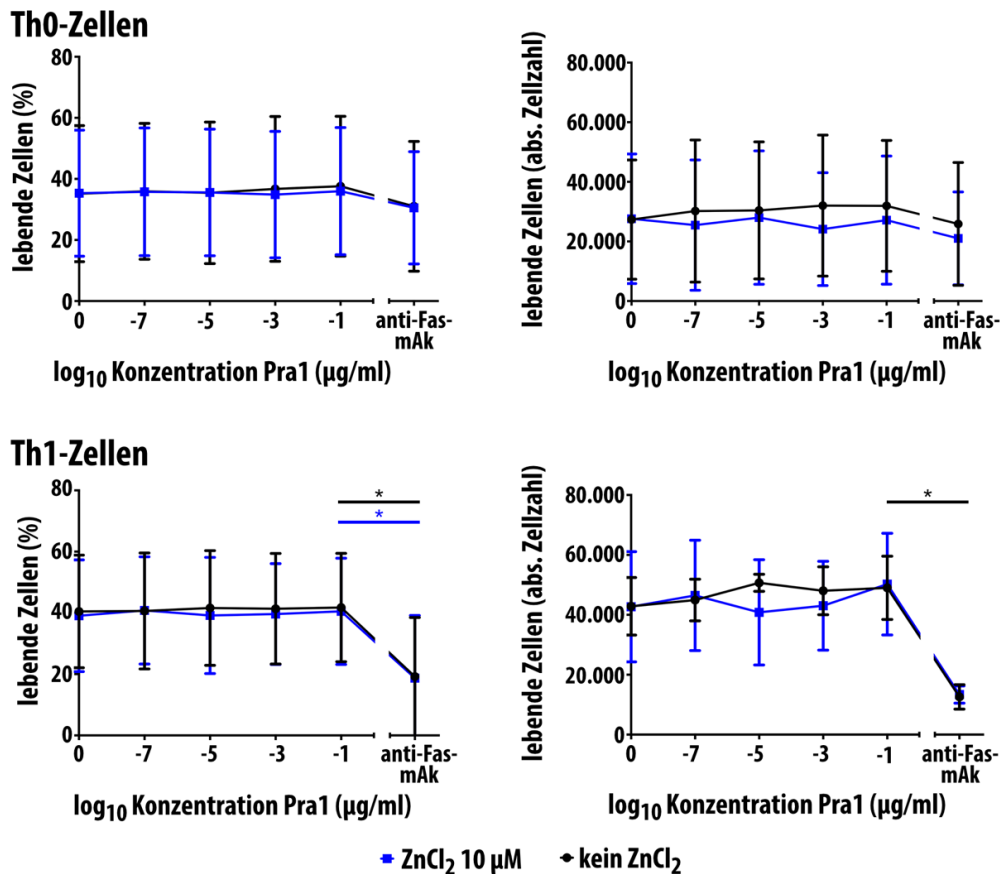 Th0-Zellen
lebende Zellen (%)
80
60
40
20
0
0 -7 -5 -3 -1 anti-Fas-
mAk
log10 Konzentration Pra1 (µg/ml)
lebende Zellen (abs. Zellzahl)
80.000
60.000
40.000
20.000
0
0 -7 -5 -3 -1 anti-Fas-
mAk
log10 Konzentration Pra1 (µg/ml)
Th1-Zellen
lebende Zellen (%)
80
60
40
20
0
*
*
0 -7 -5 -3 -1 anti-Fas-
mAk
log10 Konzentration Pra1 (µg/ml)
lebende Zellen (abs. Zellzahl)
80.000
60.000
40.000
20.000
0
*
0 -7 -5 -3 -1 anti-Fas-
mAk
log10 Konzentration Pra1 (µg/ml)
ZnCl2 10 µM kein ZnCl2